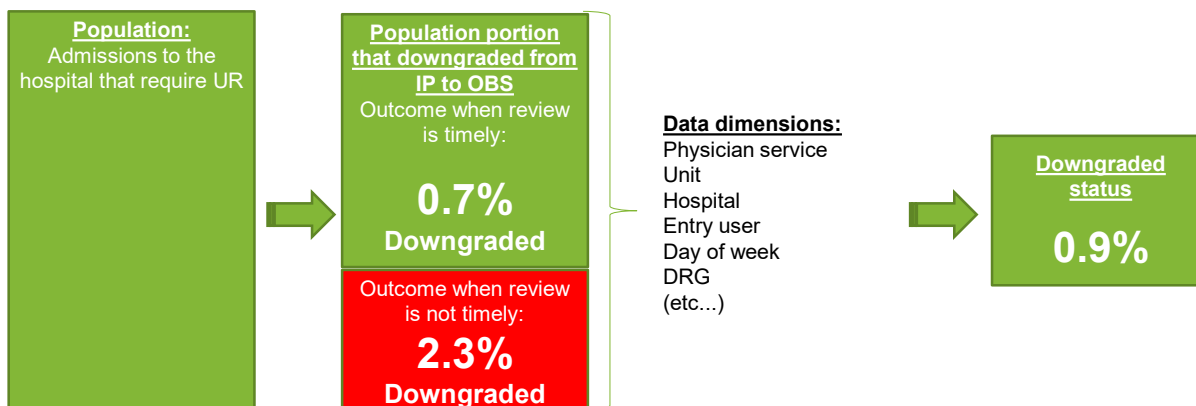 Population:
Admissions to the
hospital that require UR
Population portion
that downgraded from
IP to OBS
Outcome when review
is timely:
0.7%
Downgraded
Outcome when review
is not timely:
2.3%
Downgraded
Data dimensions:
Physician service
Unit
Hospital
Entry user
Day of week
DRG
(etc...)
Downgraded
status
0.9%